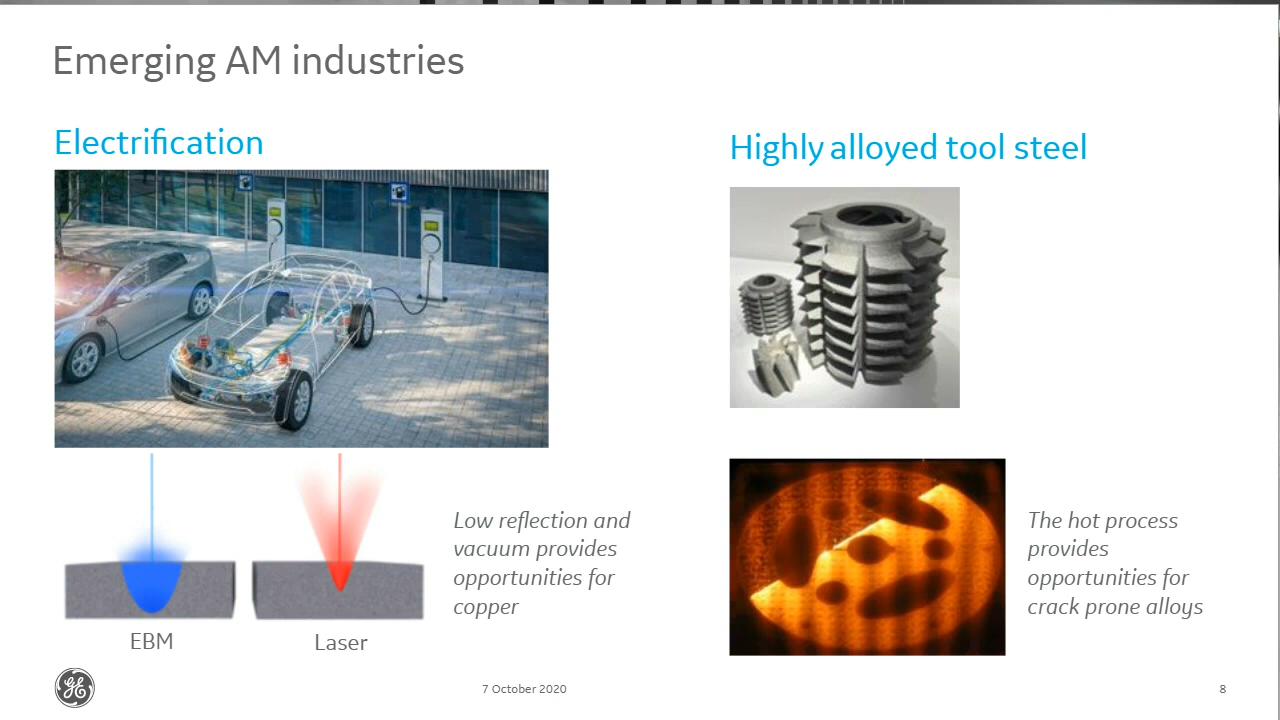 Emerging AM industries
Electrification
Highly alloyed tool steel
Low reflection and
vacuum provides
opportunities for
copper
EBM
Laser
The hot process
provides
opportunities for
crack prone alloys
7 October 2020
8